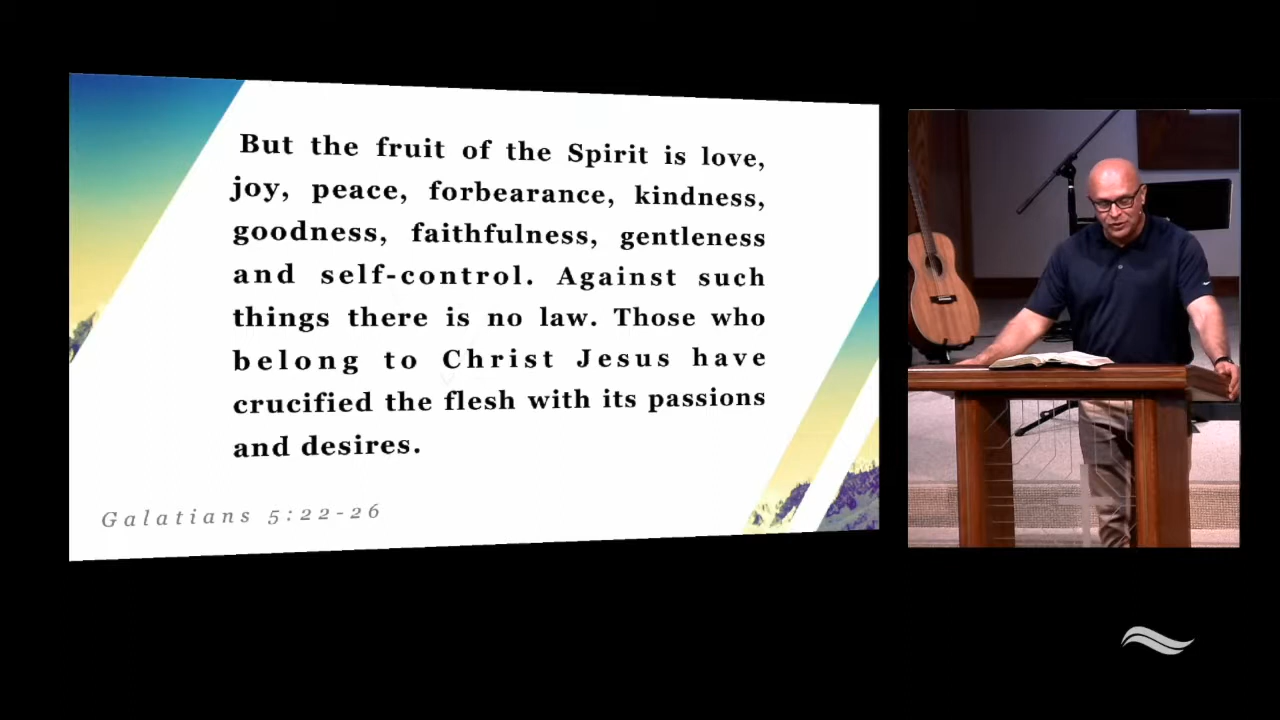 But the fruit of the Spirit is love,
joy, peace, forbearance, kindness,
goodness, faithfulness, gentleness
and self-control. Against such
things there is no law. Those who
belong to Christ Jesus have
crucified the flesh with its passions
and desires.
Galatians 5:22-26